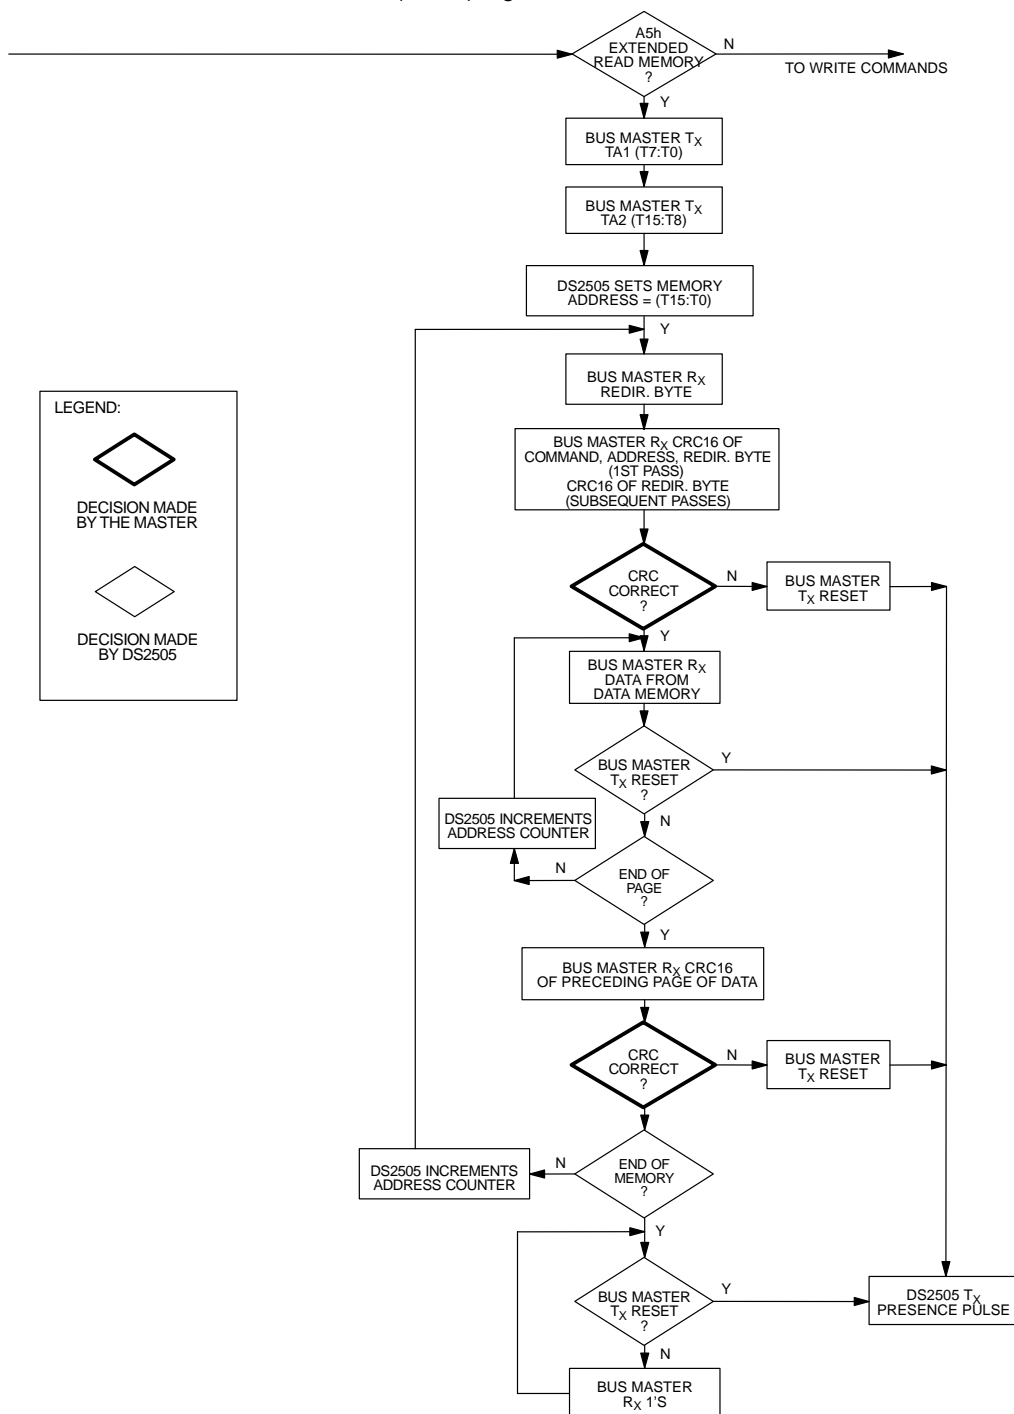 A5h
EXTENDED
READ MEMORY
?
N
TO WRITE COMMANDS
Y
BUS MASTER TX
TA1 (T7:T0)
BUS MASTER TX
TA2 (T15:T8)
DS2505 SETS MEMORY
ADDRESS = (T15:T0)
Y
BUS MASTER RX
REDIR. BYTE
LEGEND:
DECISION MADE
BY THE MASTER
DECISION MADE
BY DS2505
BUS MASTER RX CRC16 OF
COMMAND, ADDRESS, REDIR. BYTE
(1ST PASS)
CRC16 OF REDIR. BYTE
(SUBSEQUENT PASSES)
CRC
CORRECT
?
N
BUS MASTER
TX RESET
Y
BUS MASTER RX
DATA FROM
DATA MEMORY
BUS MASTER
TX RESET
?
Y
N
DS2505 INCREMENTS
ADDRESS COUNTER
END OF
PAGE
?
N
Y
BUS MASTER RX CRC16
OF PRECEDING PAGE OF DATA
CRC
CORRECT
?
N
BUS MASTER
TX RESET
END OF
MEMORY
?
N
DS2505 INCREMENTS
ADDRESS COUNTER
Y
BUS MASTER
TX RESET
?
Y
DS2505 TX
PRESENCE PULSE
N
BUS MASTER
RX 1'S